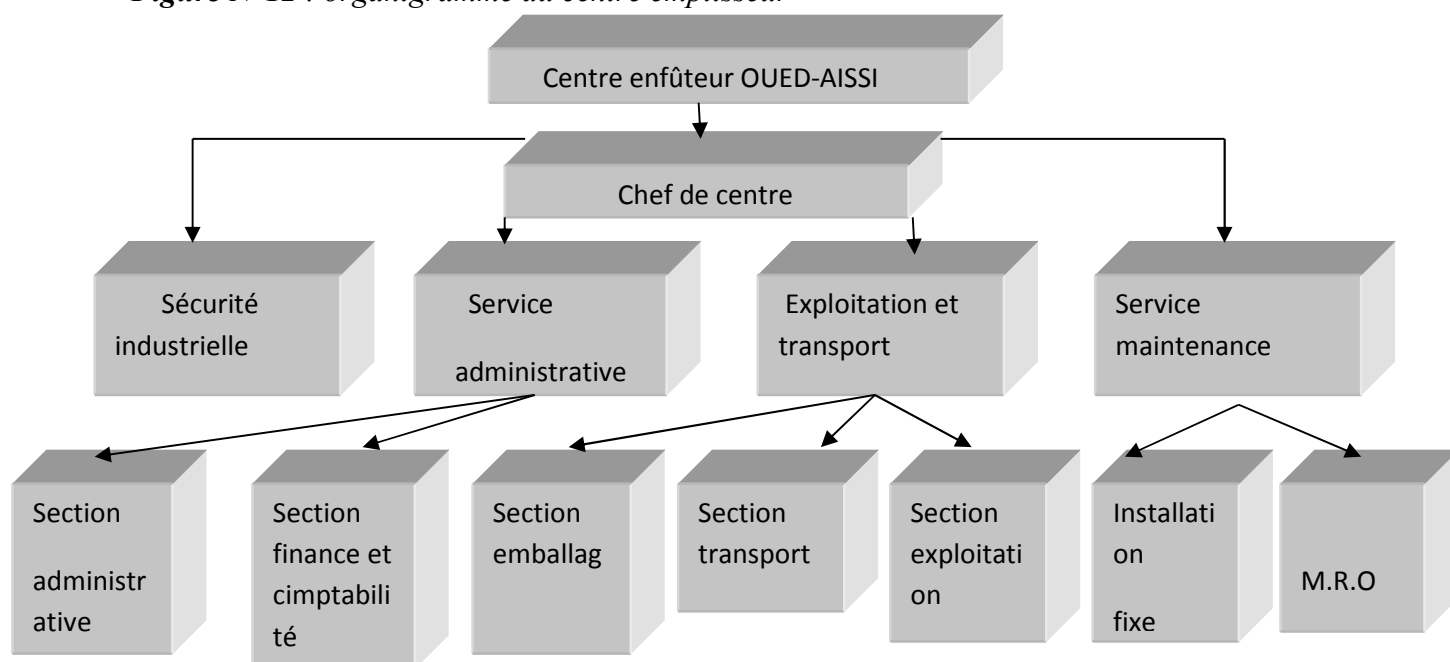 Figure N°12 : organigramme du centre emplisseur
Centre enfûteur OUED-AISSI
Chef de centre
Sécurité
industrielle
Service
administrative
Exploitation et
transport
Service
maintenance
Section
administr
ative
Section
finance et
cimptabili
té
Section
emballag
Section
transport
Section
exploitati
on
Installati
on
fixe
M.R.O